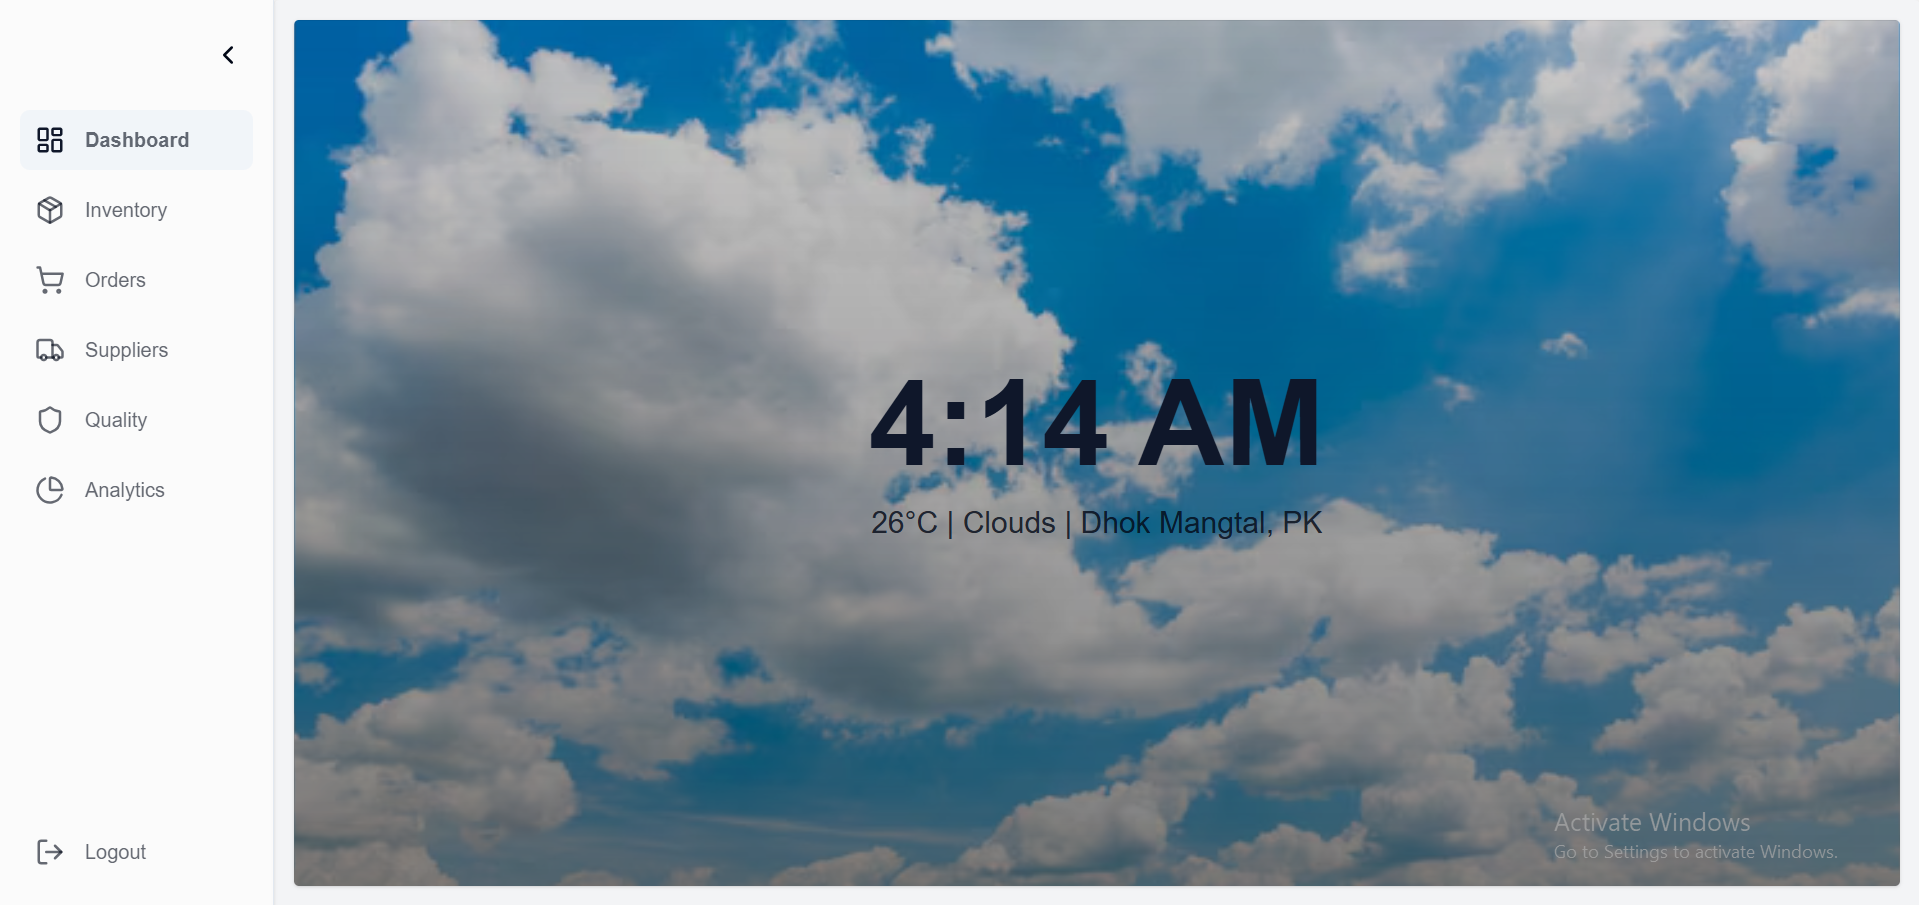 Dashboard
Inventory
Orders
Suppliers
Quality
Analytics
Logout
4:14 AM
26°C | Clouds | Dhok Mangtal, PK
Activate Windows
Go to Settings to activate Windows.